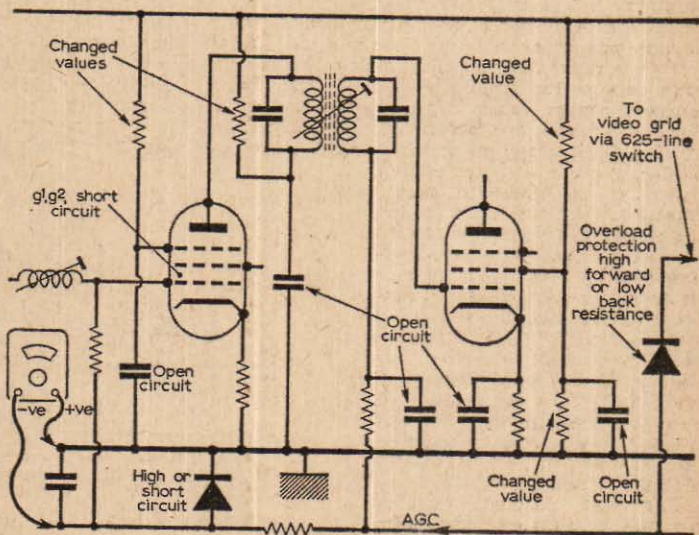 Changed
values
Changed
value
To
video grid
via 625-line
switch
g1,g2, short
circuit
Overload
protection
high
forward
or low
back
resistance
Open
circuit
Open
circuit
-ve
+ve
High or
short circuit
Changed
value
Open
circuit
A.G.C.